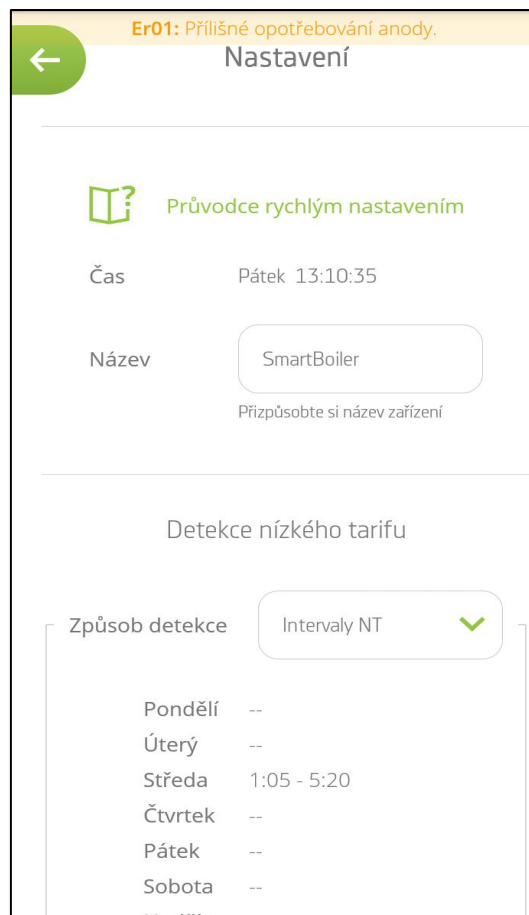 Er01: Přílišné opotřebování anody.
Nastavení
Průvodce rychlým nastavením
Čas Pátek 13:10:35
Název SmartBoiler
Přizpůsobte si název zařízení
Detekce nízkého tarifu
Způsob detekce Intervaly NT
Pondělí --
Úterý --
Středa 1:05 - 5:20
Čtvrtek --
Pátek --
Sobota --